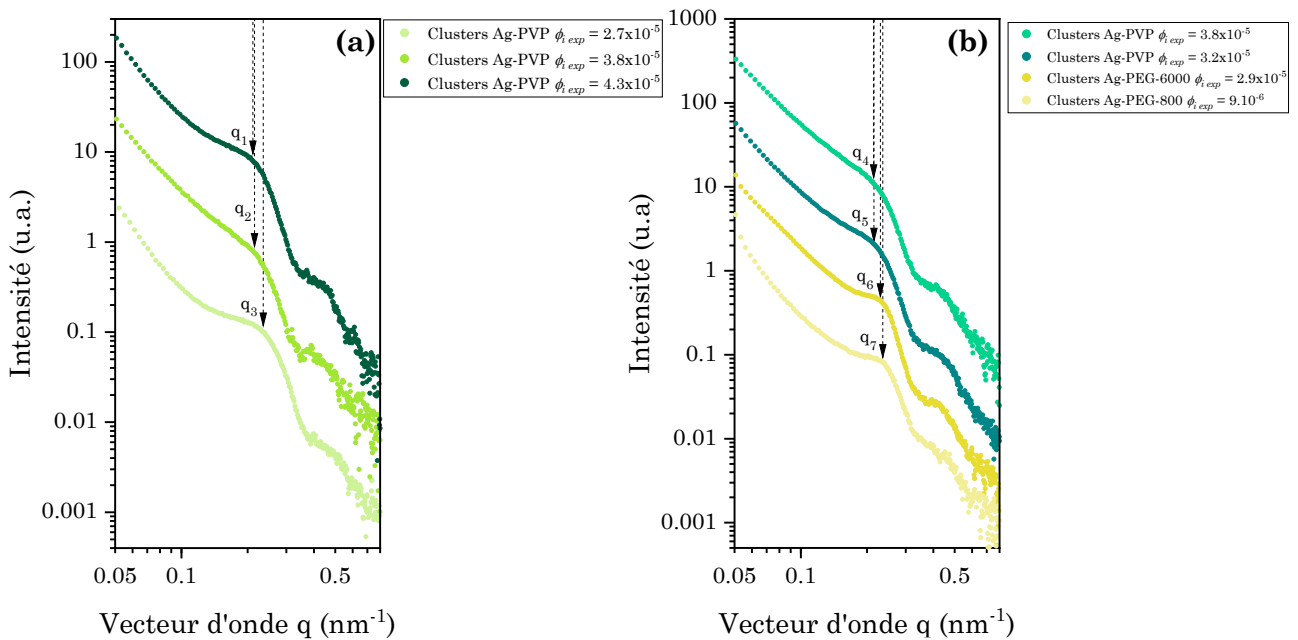 (a)
Clusters Ag-PVP ϕi exp = 2.7x10-5
Clusters Ag-PVP ϕi exp = 3.8x10-5
Clusters Ag-PVP ϕi exp = 4.3x10-5
100
10
1
0.1
0.01
0.001
Intensité (u.a.)
q1
q2
q3
0.05
0.1
0.5
Vecteur d'onde q (nm-1)
(b)
Clusters Ag-PVP ϕi exp = 3.8x10-5
Clusters Ag-PVP ϕi exp = 3.2x10-5
Clusters Ag-PEG-6000 ϕi exp = 2.9x10-5
Clusters Ag-PEG-800 ϕi exp = 9.10-6
1000
100
10
1
0.1
0.01
0.001
Intensité (u.a)
q4
q5
q6
q7
0.05
0.1
0.5
Vecteur d'onde q (nm-1)